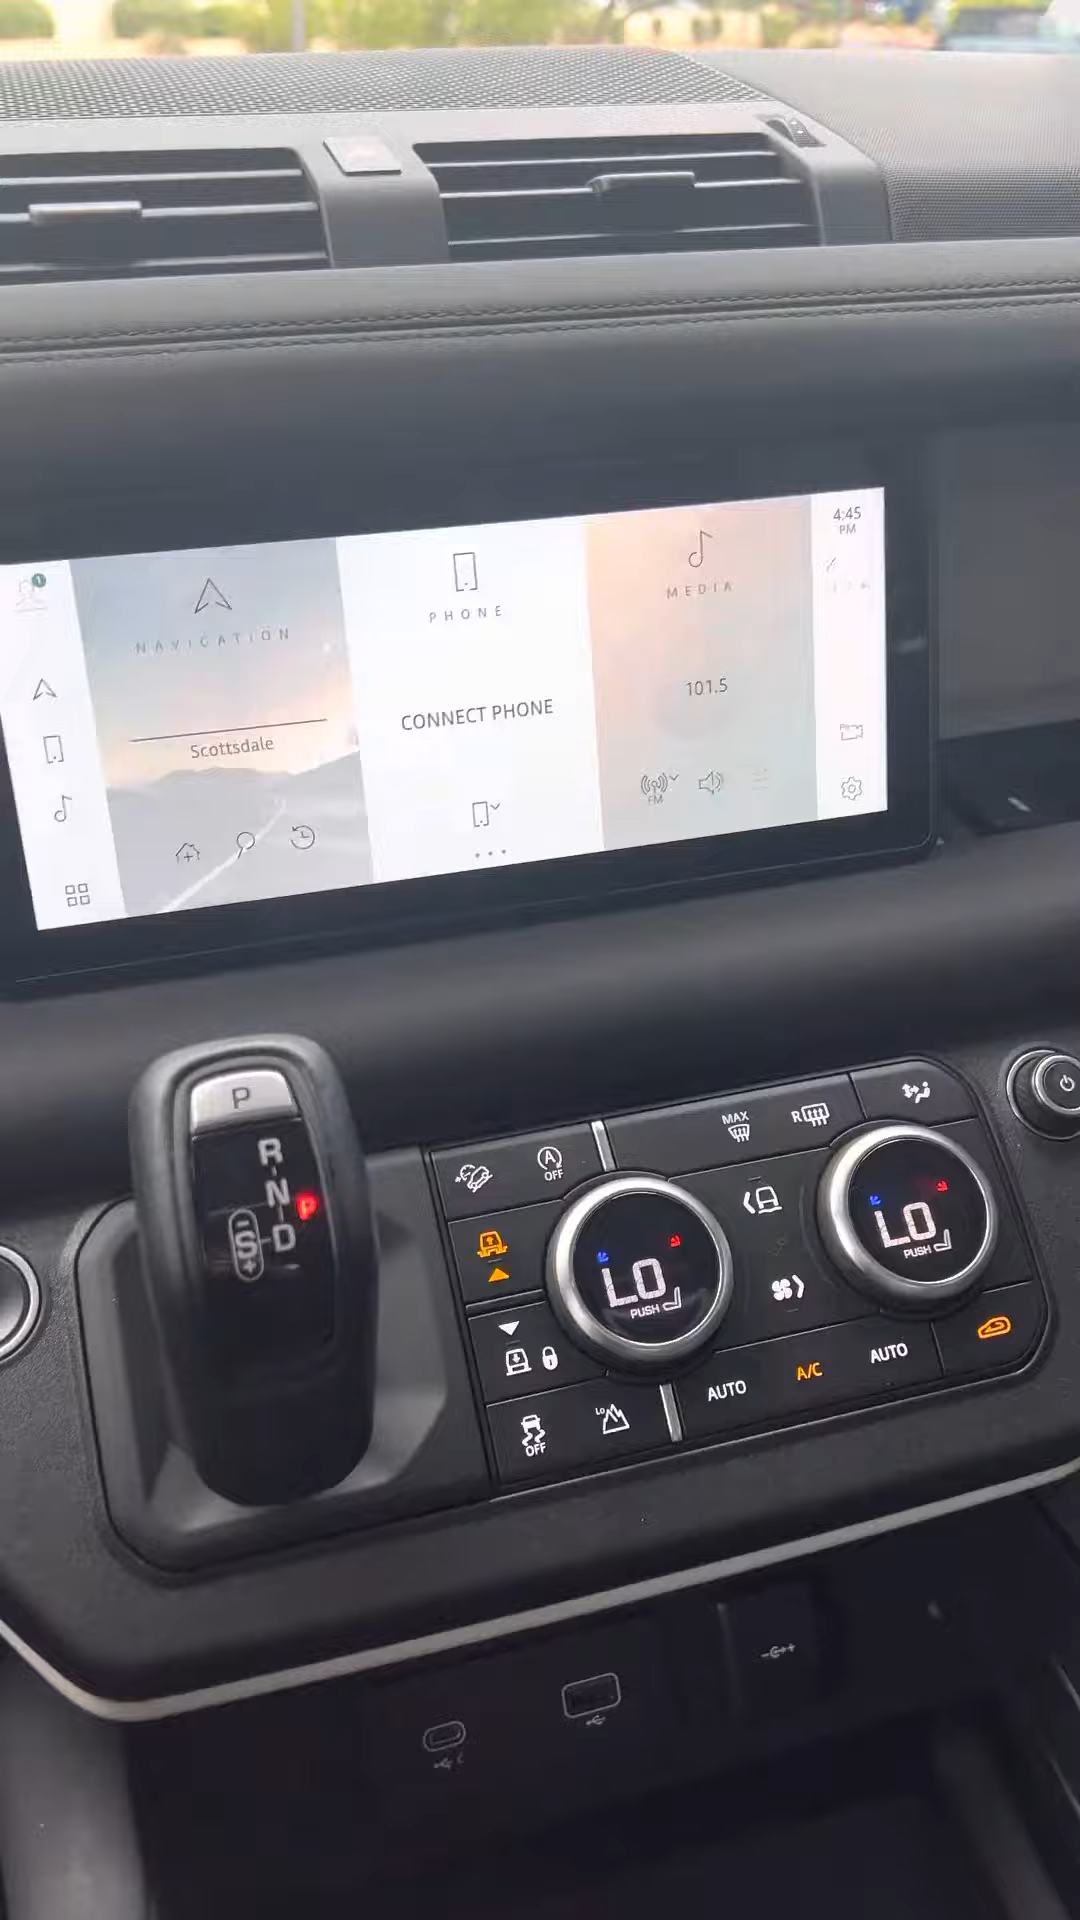 4:45
PM
NAVIGATION
PHONE
MEDIA
Scottsdale
CONNECT PHONE
101.5
FM
P
R
N
P
S
D
A
OFF
MAX
R
LO
PUSH
LO
PUSH
OFF
LO
AUTO
A/C
AUTO